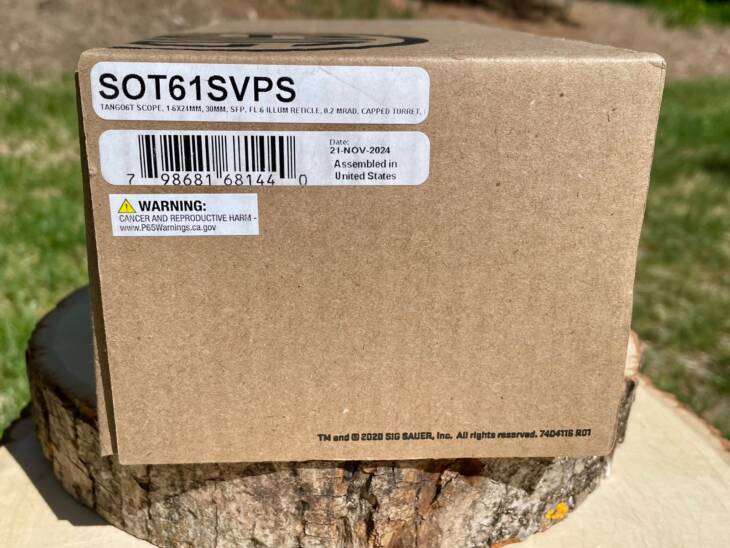 SOT61SVPS
TANGO6T SCOPE, 1-6X24MM, 30MM, SFP, FL 6 ILLUM RETICLE, 0.2 MRAD, CAPPED TURRET,
Date:
21-NOV-2024
Assembled in
United States
7 98681 68144 0
WARNING:
CANCER AND REPRODUCTIVE HARM -
www.P65Warnings.ca.gov
TM and © 2020 SIG SAUER, Inc. All rights reserved. 7404116 R01